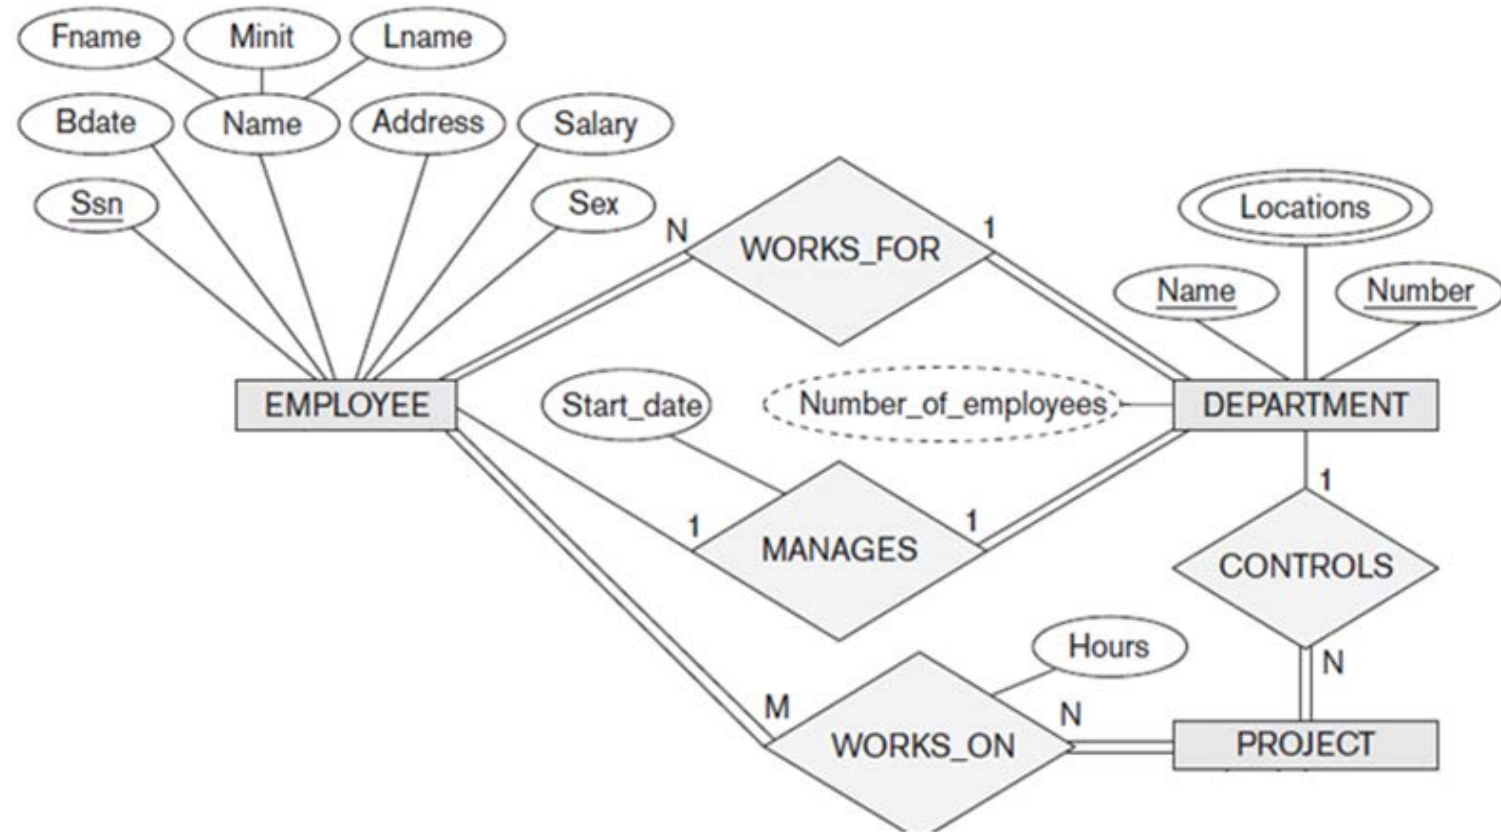 Fname
Minit
Lname
Bdate
Name
Address
Salary
Ssn
Sex
N
WORKS_FOR
1
Locations
Name
Number
EMPLOYEE
Start_date
Number_of_employees
DEPARTMENT
1
MANAGES
1
1
CONTROLS
N
Hours
M
WORKS_ON
N
PROJECT